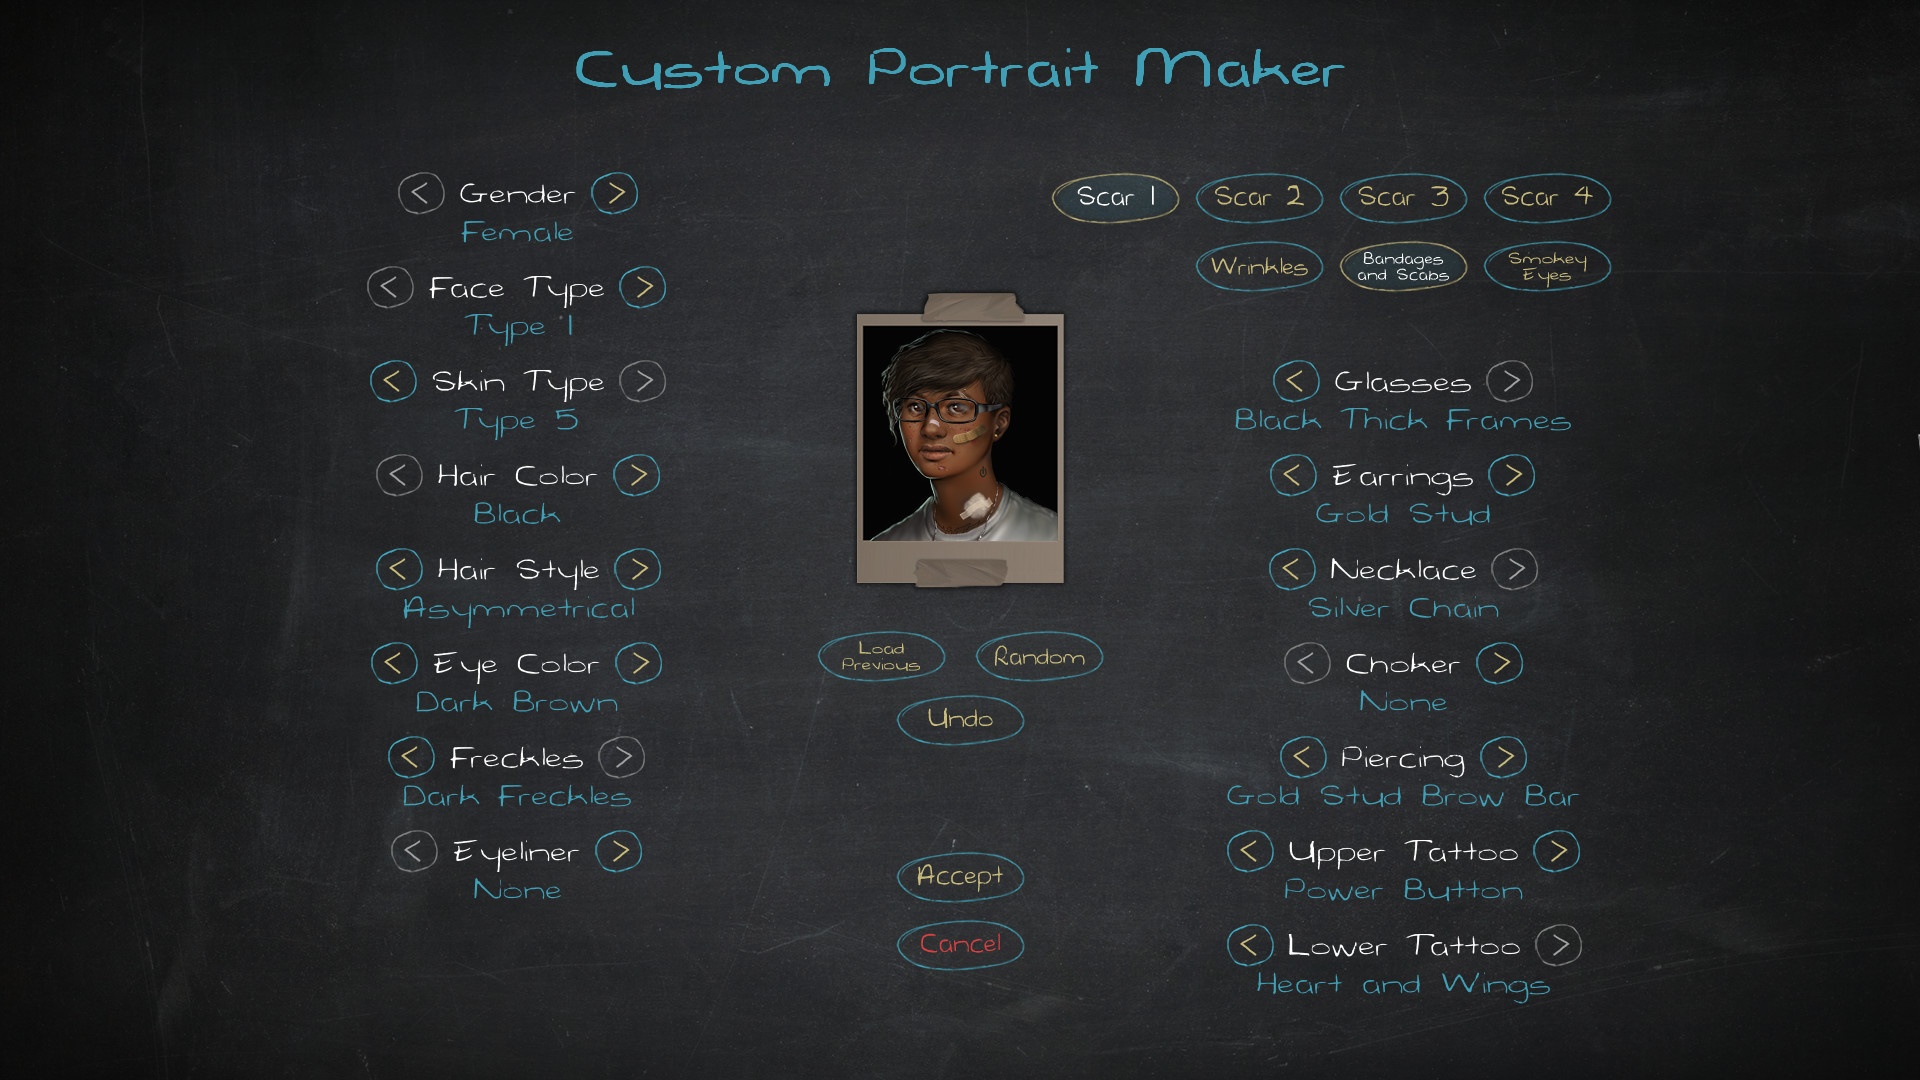 Custom Portrait Maker
Gender
Female
Face Type
Type 1
Skin Type
Type 5
Hair Color
Black
Hair Style
Asymmetrical
Eye Color
Dark Brown
Freckles
Dark Freckles
Eyeliner
None
Load
Previous
Random
Undo
Accept
Cancel
Scar 1
Scar 2
Scar 3
Scar 4
Wrinkles
Bandages
and Scabs
Smokey
Eyes
Glasses
Black Thick Frames
Earrings
Gold Stud
Necklace
Silver Chain
Choker
None
Piercing
Gold Stud Brow Bar
Upper Tattoo
Power Button
Lower Tattoo
Heart and Wings